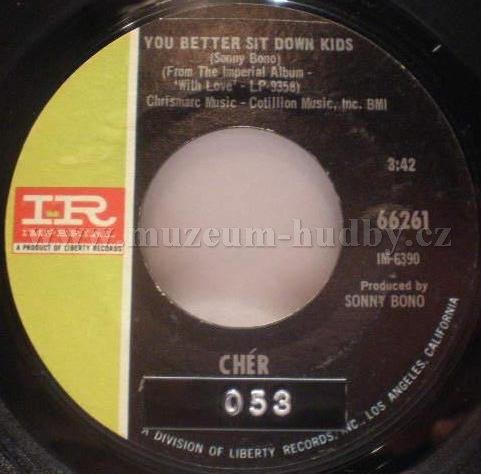 YOU BETTER SIT DOWN KIDS
(Sonny Bono)
(From The Imperial Album -
'With Love' - LP-9358)
Chrismarc Music - Cotillion Music, Inc. BMI
3:42
IR
IMPERIAL
A PRODUCT OF LIBERTY RECORDS
66261
www.muzeum-hudby.cz
IM-6390
Produced by
SONNY BONO
CHÉR
053
A DIVISION OF LIBERTY RECORDS, INC., LOS ANGELES, CALIFORNIA